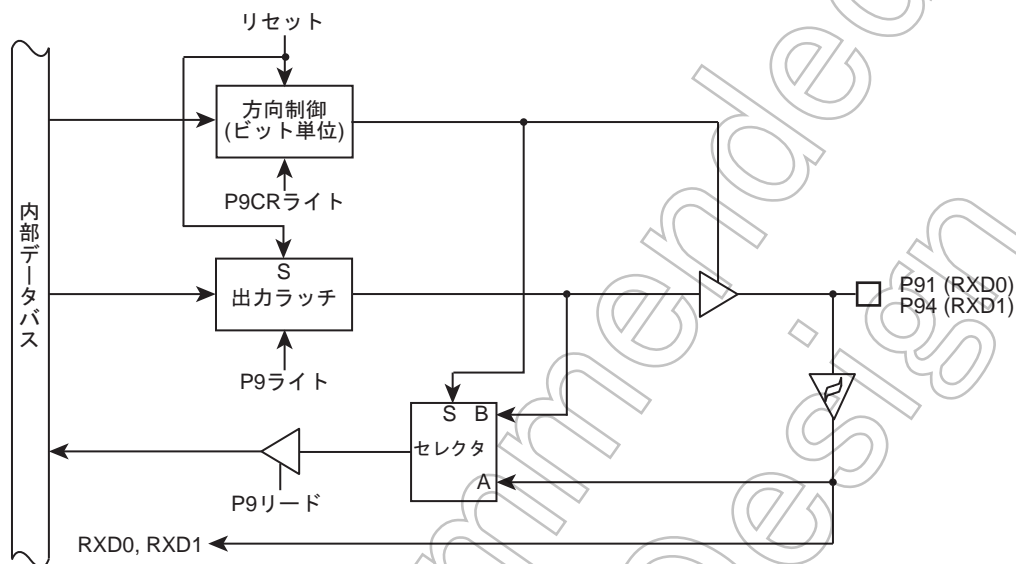 リセット
方向制御
(ビット単位)
P9CRライト
内部データバス
S
出力ラッチ
P9ライト
P91 (RXD0)
P94 (RXD1)
S B
セレクタ
A
P9リード
RXD0, RXD1
mmended
esign